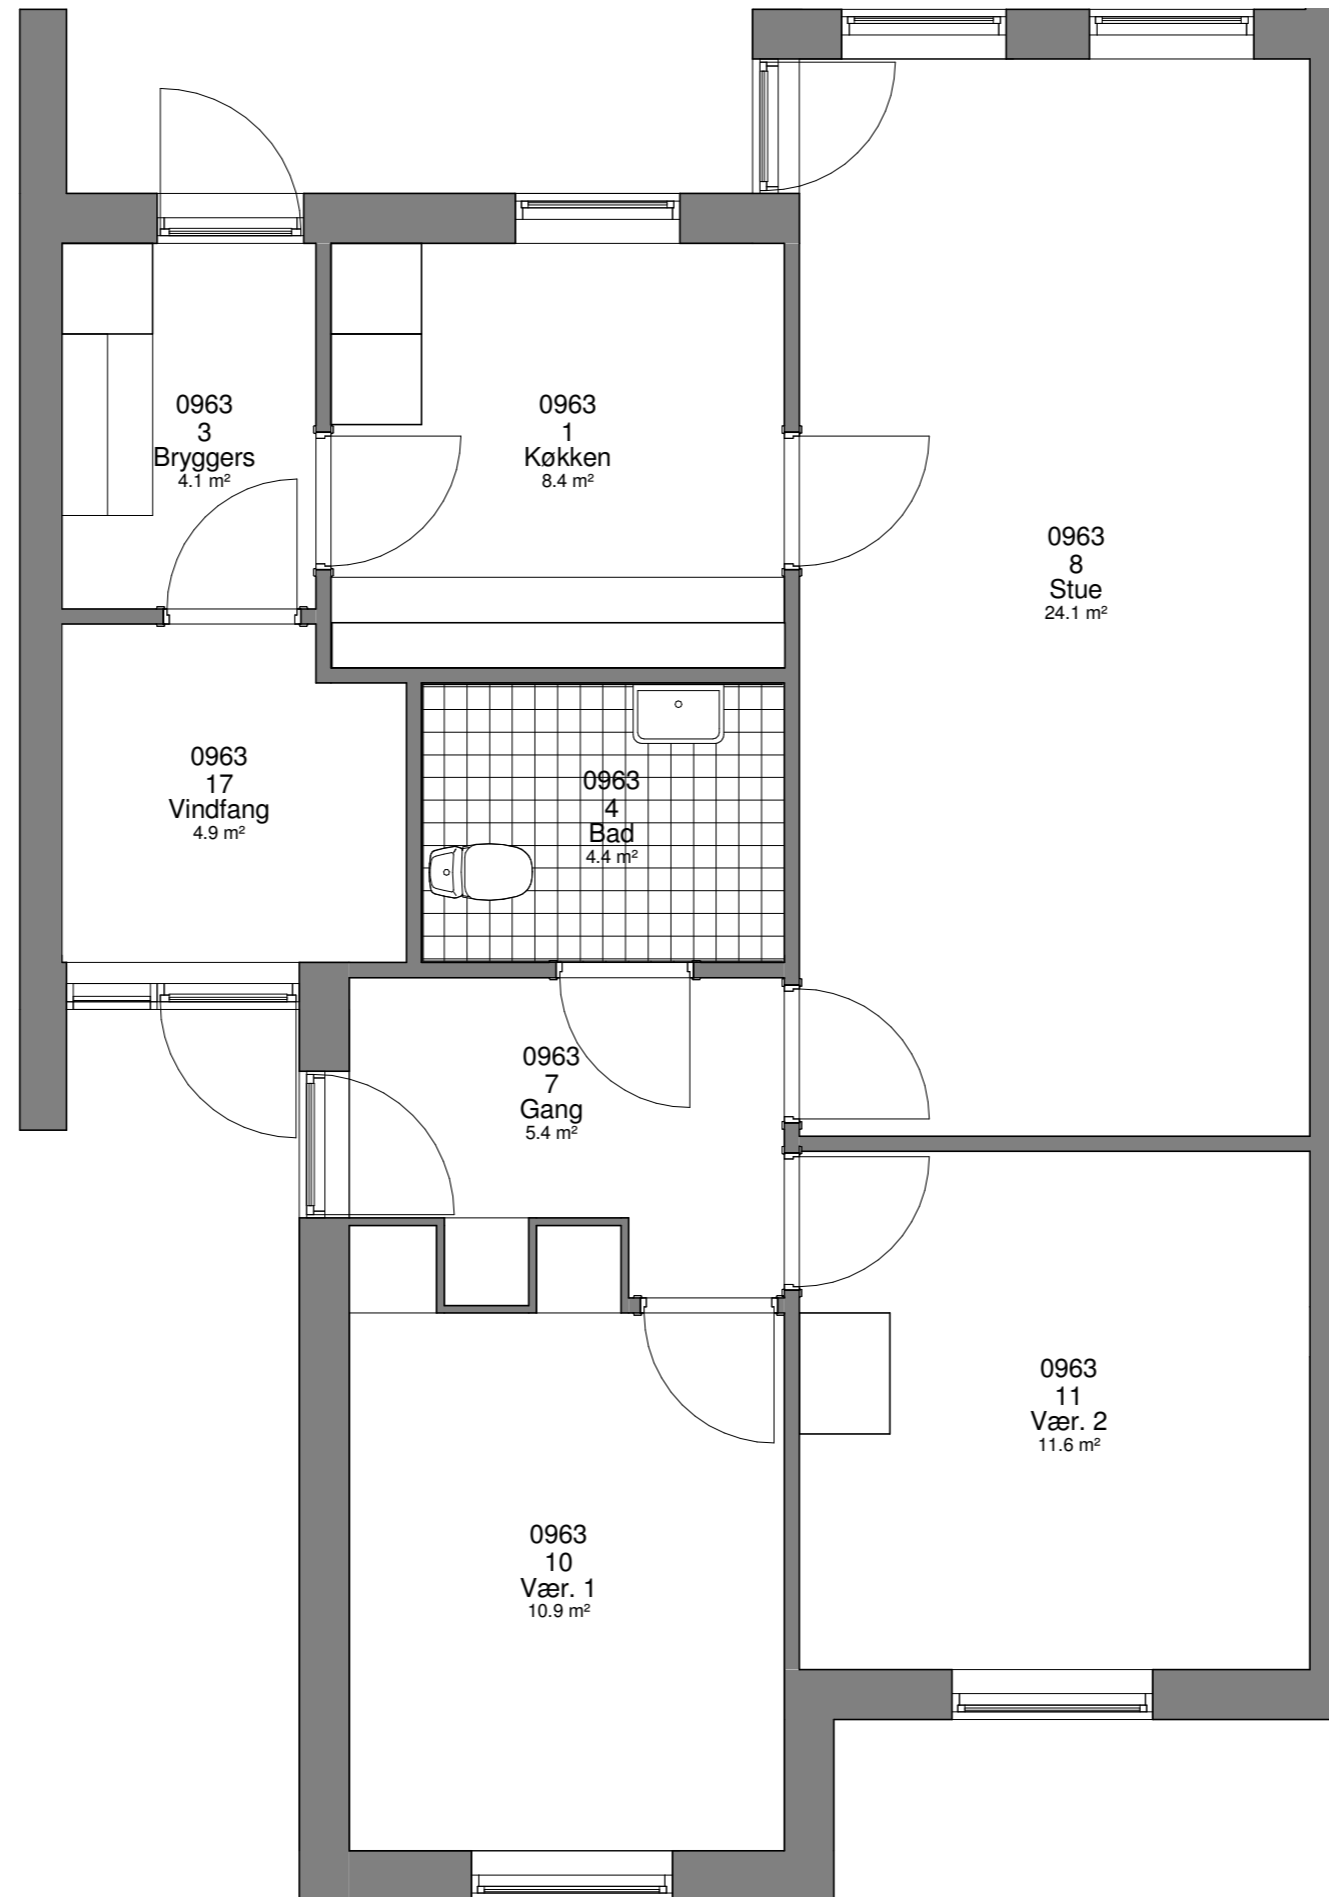 0963
3
Bryggers
4.1 m²
0963
1
Køkken
8.4 m²
0963
8
Stue
24.1 m²
0963
17
Vindfang
4.9 m²
0963
4
Bad
4.4 m²
0963
7
Gang
5.4 m²
0963
11
Vær. 2
11.6 m²
0963
10
Vær. 1
10.9 m²